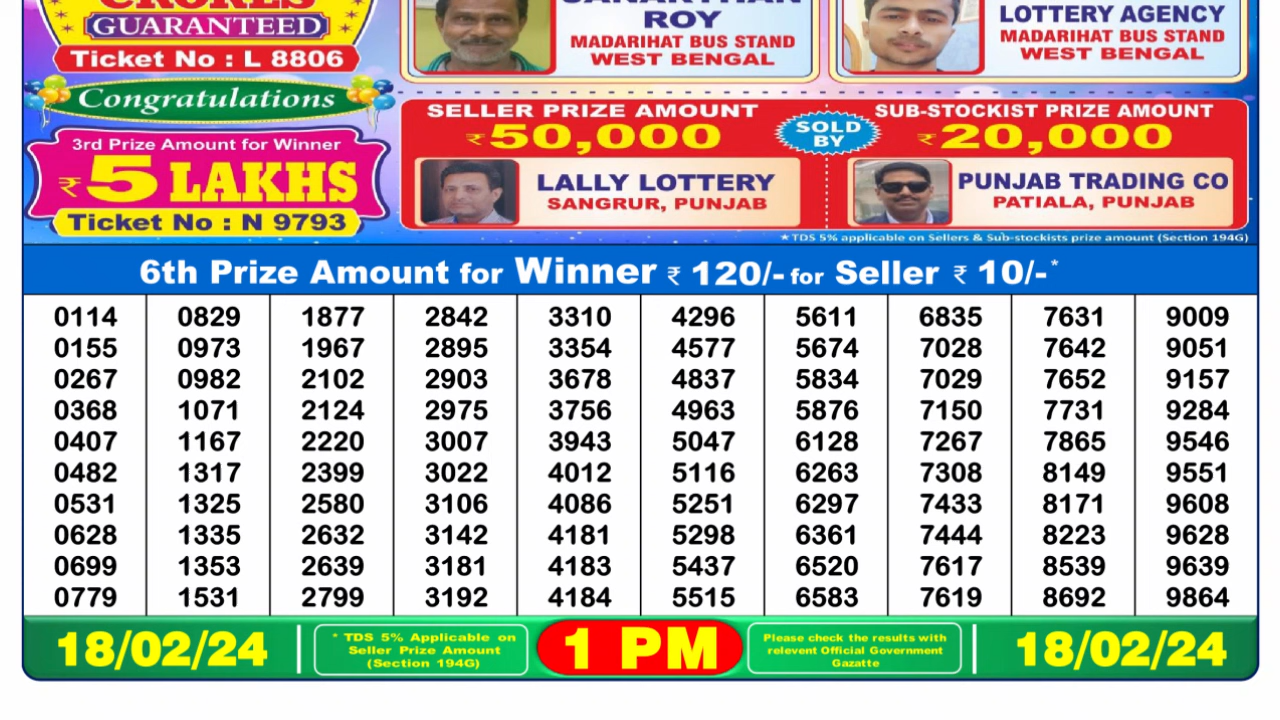 CRORES
GUARANTEED
Ticket No : L 8806
ROY
MADARIHAT BUS STAND
WEST BENGAL
LOTTERY AGENCY
MADARIHAT BUS STAND
WEST BENGAL
Congratulations
3rd Prize Amount for Winner
₹5 LAKHS
Ticket No : N 9793
SELLER PRIZE AMOUNT
₹50,000
SOLD BY
SUB-STOCKIST PRIZE AMOUNT
₹20,000
LALLY LOTTERY
SANGRUR, PUNJAB
PUNJAB TRADING CO
PATIALA, PUNJAB
★TDS 5% applicable on Sellers & Sub-stockists prize amount (Section 194G)
6th Prize Amount for Winner ₹ 120/- for Seller ₹ 10/-*
0114 0829 1877 2842 3310 4296 5611 6835 7631 9009
0155 0973 1967 2895 3354 4577 5674 7028 7642 9051
0267 0982 2102 2903 3678 4837 5834 7029 7652 9157
0368 1071 2124 2975 3756 4963 5876 7150 7731 9284
0407 1167 2220 3007 3943 5047 6128 7267 7865 9546
0482 1317 2399 3022 4012 5116 6263 7308 8149 9551
0531 1325 2580 3106 4086 5251 6297 7433 8171 9608
0628 1335 2632 3142 4181 5298 6361 7444 8223 9628
0699 1353 2639 3181 4183 5437 6520 7617 8539 9639
0779 1531 2799 3192 4184 5515 6583 7619 8692 9864
18/02/24
* TDS 5% Applicable on
Seller Prize Amount
(Section 194G)
1 PM
Please check the results with
relevent Official Government
Gazatte
18/02/24